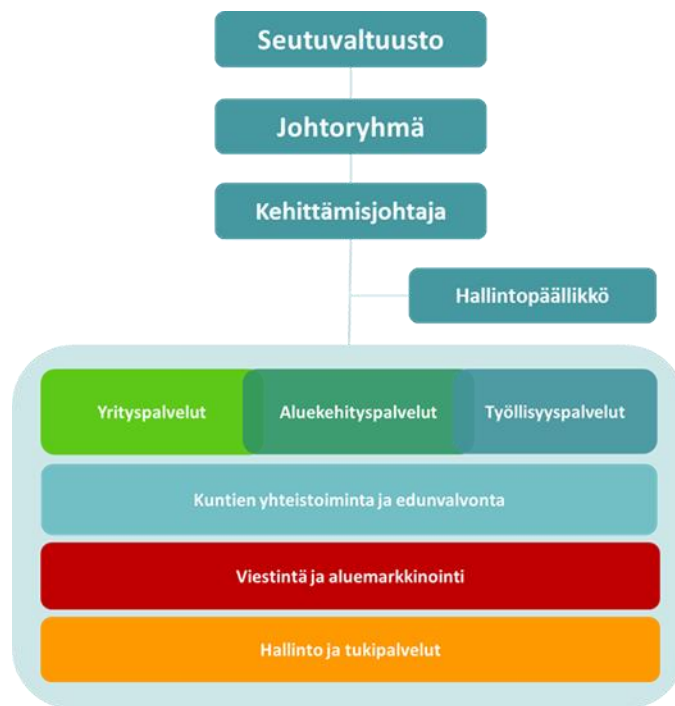 Seutuvaltuusto
Johtoryhmä
Kehittämisjohtaja
Hallintopäällikkö
Yrityspalvelut
Aluekehityspalvelut
Työllisyyspalvelut
Kuntien yhteistoiminta ja edunvalvonta
Viestintä ja aluemarkkinointi
Hallinto ja tukipalvelut